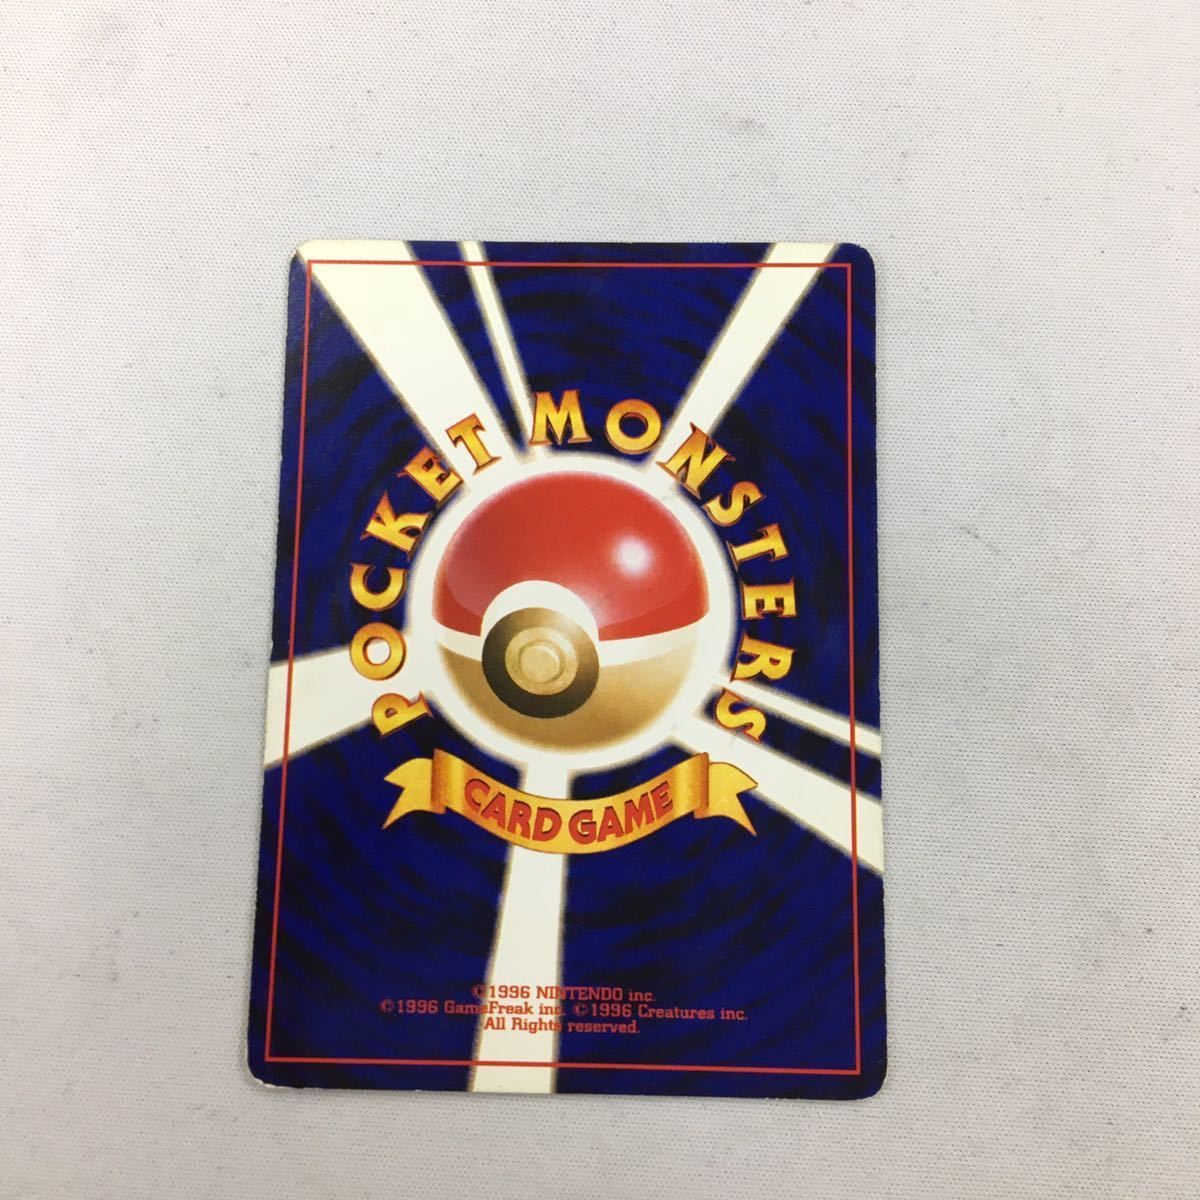 POCKET MONSTERS
CARD GAME
©1996 NINTENDO inc.
©1996 GameFreak inc. ©1996 Creatures inc.
All Rights reserved.